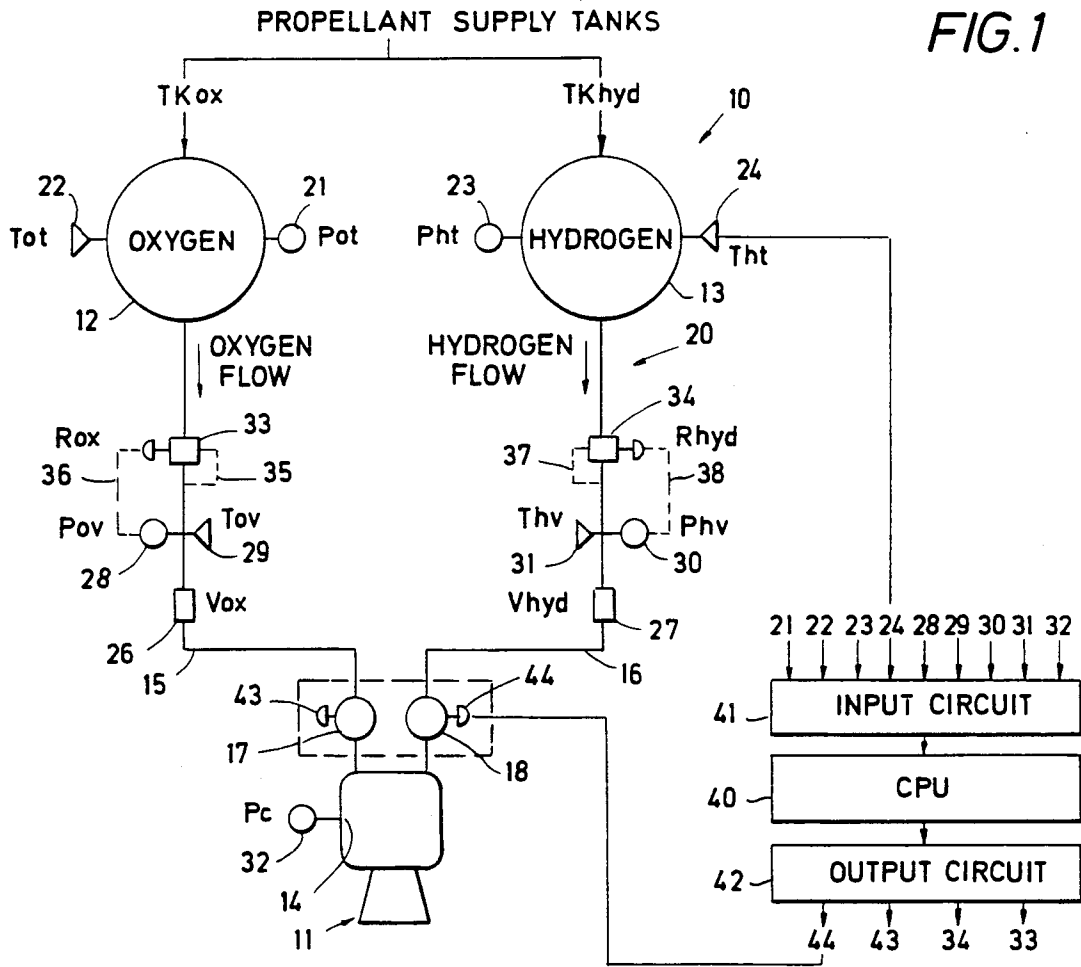 PROPELLANT SUPPLY TANKS
FIG.1
TKox
TKhyd
10
22
21
23
24
Tot
OXYGEN
Pot
Pht
HYDROGEN
Tht
12
13
OXYGEN
FLOW
HYDROGEN
FLOW
20
33
34
Rox
Rhyd
36
35
37
38
Pov
Tov
Thv
Phv
28
29
31
30
Vox
Vhyd
26
27
15
16
21 22 23 24 28 29 30 31 32
43
44
41
INPUT CIRCUIT
17
18
40
CPU
Pc
32
42
OUTPUT CIRCUIT
14
11
44 43 34 33